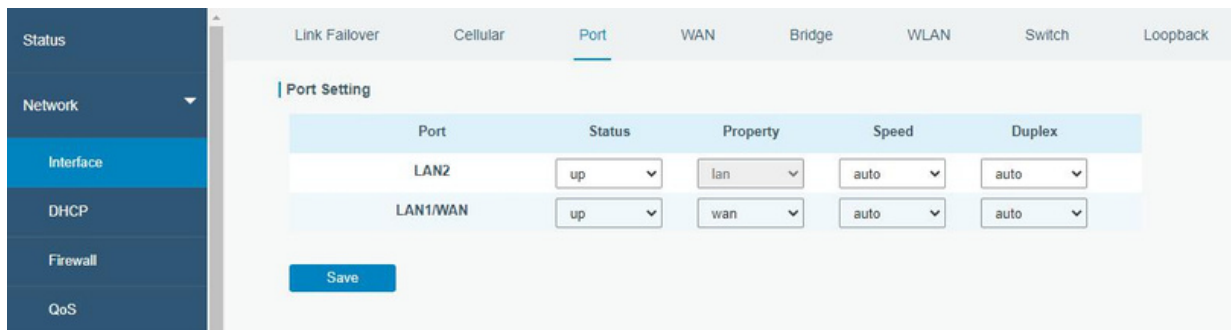 Status
Network
Interface
DHCP
Firewall
QoS
Link Failover Cellular Port WAN Bridge WLAN Switch Loopback
Port Setting
Port Status Property Speed Duplex
LAN2 up lan auto auto
LAN1/WAN up wan auto auto
Save